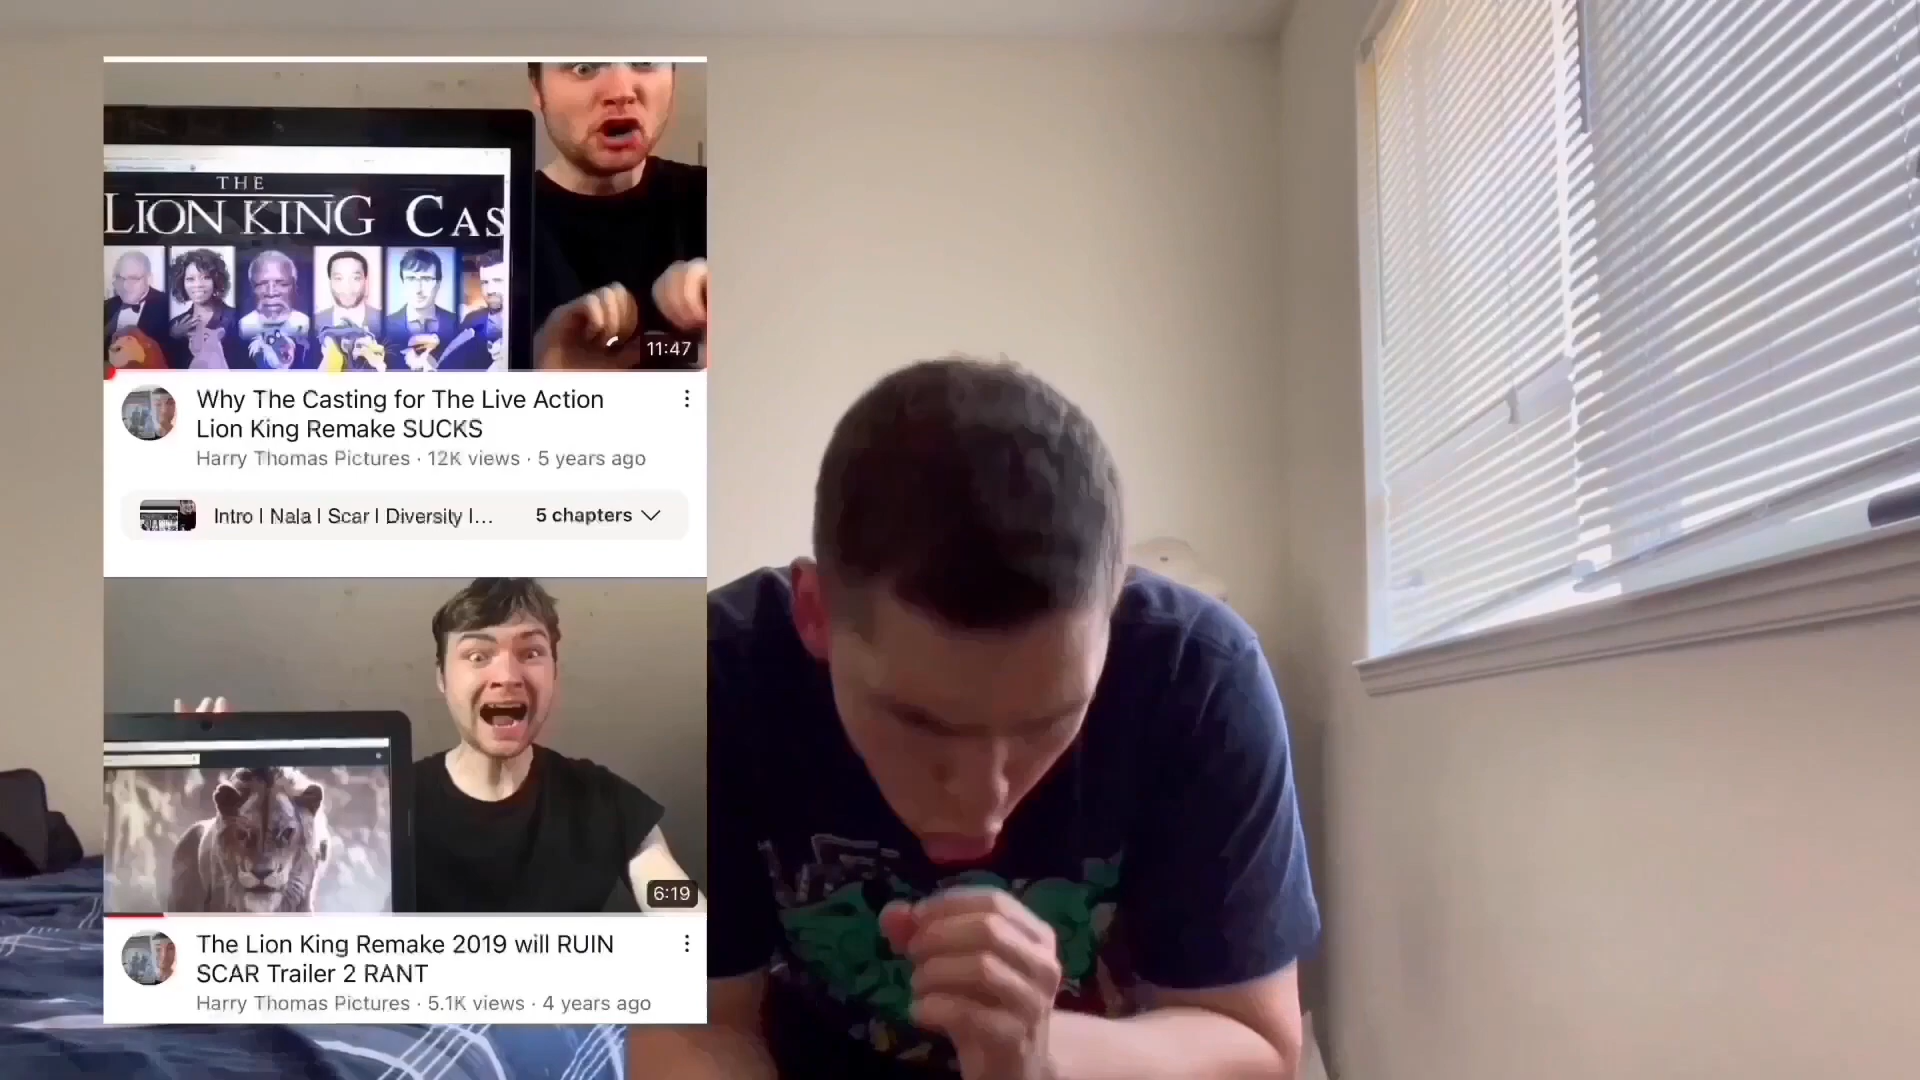 THE
LION KING CAS
11:47
Why The Casting for The Live Action
Lion King Remake SUCKS
Harry Thomas Pictures · 12K views · 5 years ago
Intro | Nala | Scar | Diversity |...
5 chapters
6:19
The Lion King Remake 2019 will RUIN
SCAR Trailer 2 RANT
Harry Thomas Pictures · 5.1K views · 4 years ago